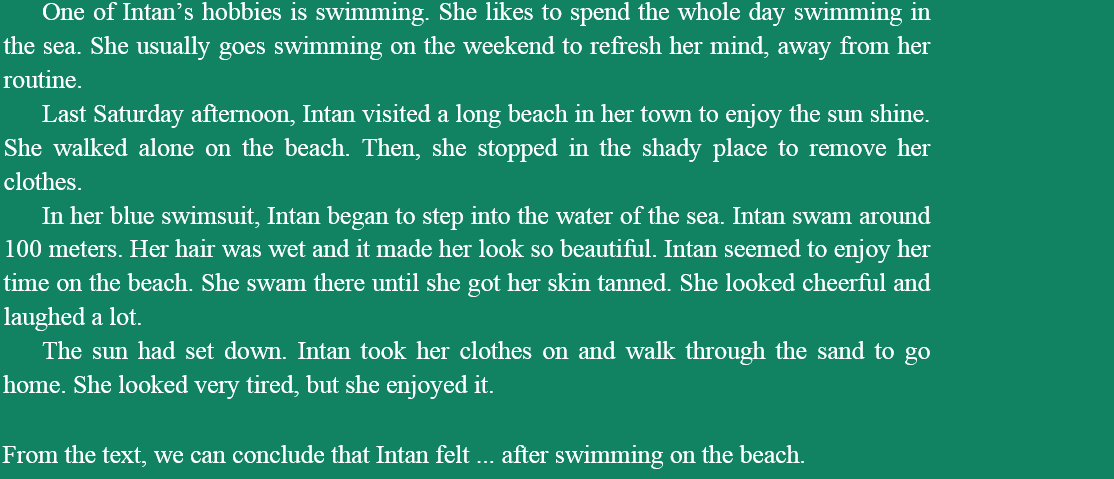 One of Intan’s hobbies is swimming. She likes to spend the whole day swimming in
the sea. She usually goes swimming on the weekend to refresh her mind, away from her
routine.
Last Saturday afternoon, Intan visited a long beach in her town to enjoy the sun shine.
She walked alone on the beach. Then, she stopped in the shady place to remove her
clothes.
In her blue swimsuit, Intan began to step into the water of the sea. Intan swam around
100 meters. Her hair was wet and it made her look so beautiful. Intan seemed to enjoy her
time on the beach. She swam there until she got her skin tanned. She looked cheerful and
laughed a lot.
The sun had set down. Intan took her clothes on and walk through the sand to go
home. She looked very tired, but she enjoyed it.
From the text, we can conclude that Intan felt ... after swimming on the beach.